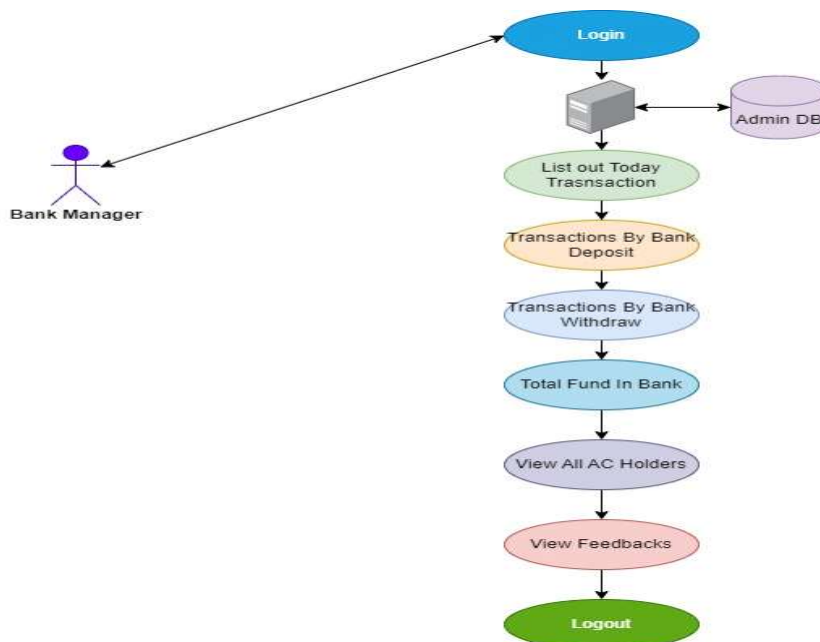 Login
Admin DB
List out Today
Trasnsaction
Bank Manager
Transactions By Bank
Deposit
Transactions By Bank
Withdraw
Total Fund In Bank
View All AC Holders
View Feedbacks
Logout